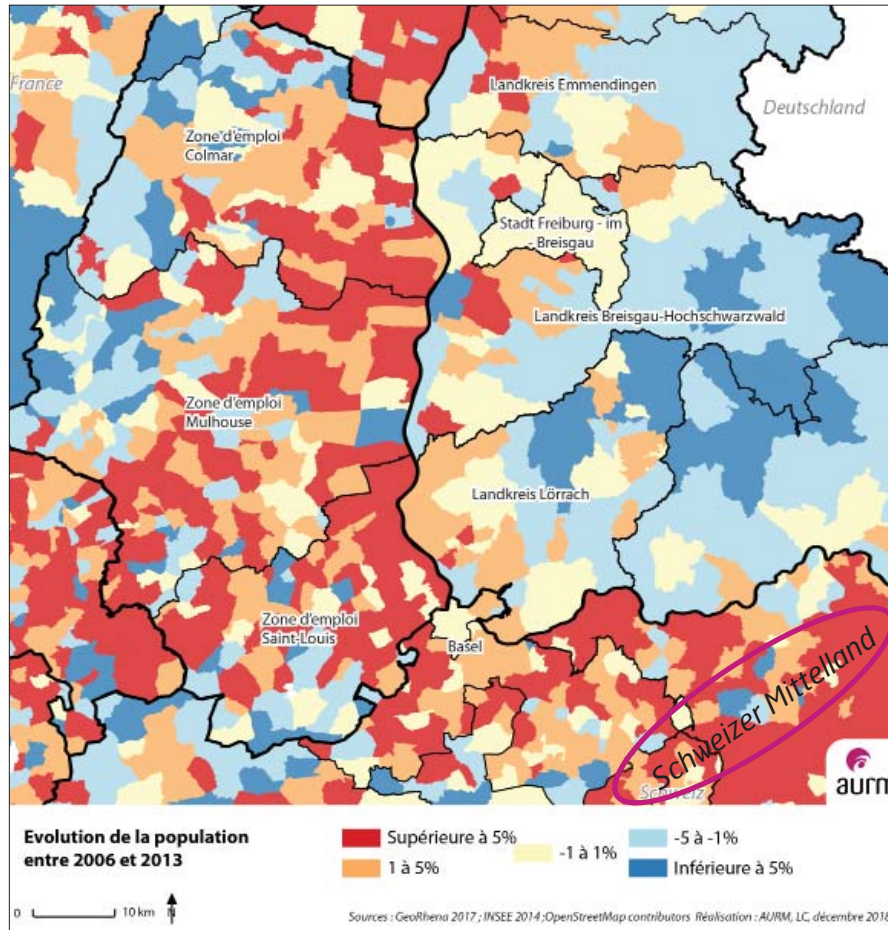 France
Landkreis Emmendingen
Deutschland
Zone d'emploi
Colmar
Stadt Freiburg - im
- Breisgau
Landkreis Breisgau-Hochschwarzwald
Zone d'emploi
Mulhouse
Landkreis Lörrach
Zone d'emploi
Saint-Louis
Basel
Schweizer Mittelland
Schweiz
aurm
Evolution de la population
entre 2006 et 2013
Supérieure à 5%
1 à 5%
-1 à 1%
-5 à -1%
Inférieure à 5%
0 10 km N
Sources : GeoRhena 2017 ; INSEE 2014 ;OpenStreetMap contributors Réalisation : AURM, LC, décembre 2018